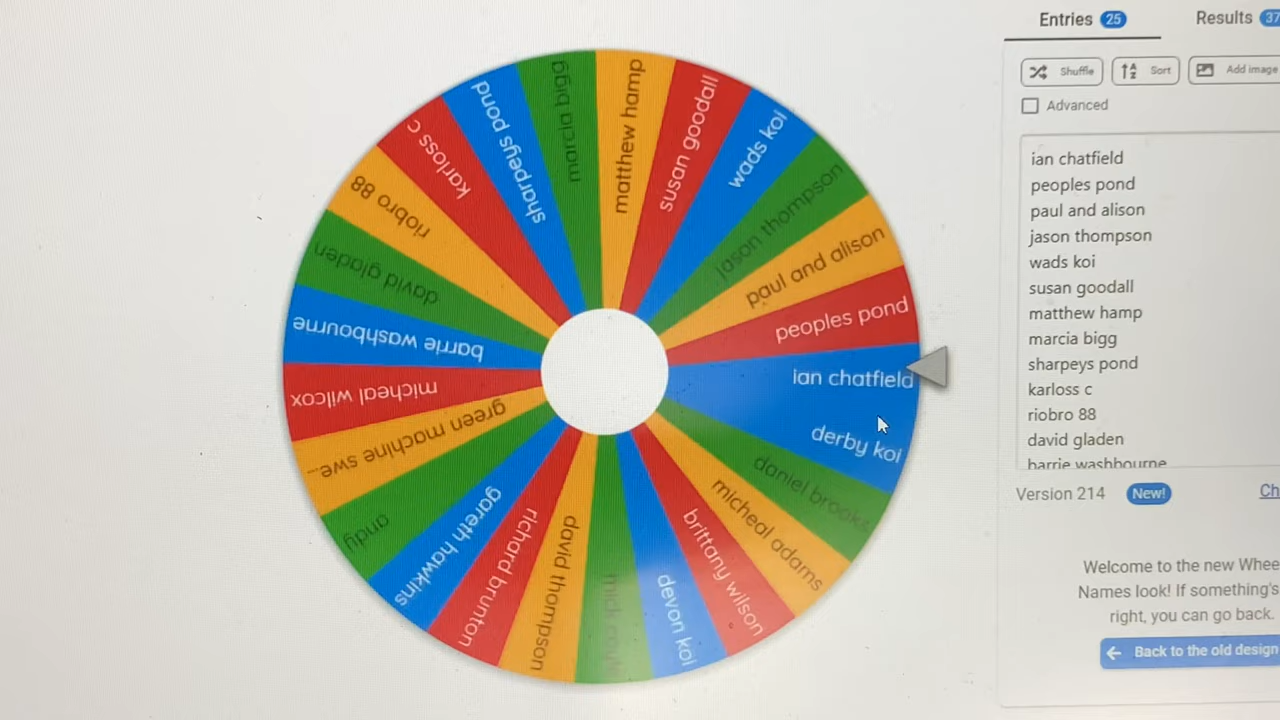 Entries 25
Results 37
Shuffle
Sort
Add image
Advanced
ian chatfield
peoples pond
paul and alison
jason thompson
wads koi
susan goodall
matthew hamp
marcia bigg
sharpeys pond
karloss c
riobro 88
david gladen
barrie washbourne
Version 214
New!
Ch
Welcome to the new Whee
Names look! If something's
right, you can go back.
Back to the old design
matthew hamp
susan goodall
wads koi
jason thompson
paul and alison
peoples pond
ian chatfield
derby koi
daniel brooks
micheal adams
brittany wilson
devon koi
mick
david thompson
richard brunton
gareth hawkins
andy
green machine swe...
micheal wilcox
barrie washbourne
david gladen
riobro 88
karloss c
sharpeys pond
marcia bigg